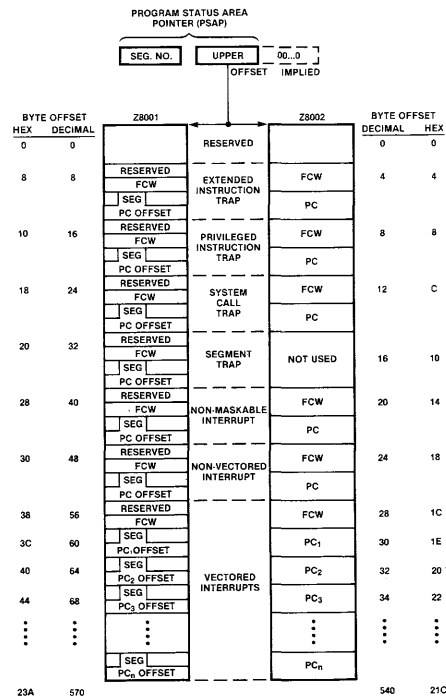 PROGRAM STATUS AREA
POINTER (PSAP)
SEG. NO. UPPER 00...0
OFFSET IMPLIED
BYTE OFFSET BYTE OFFSET
HEX DECIMAL Z8001 Z8002 DECIMAL HEX
0 0 RESERVED 0 0
8 8 RESERVED FCW SEG PC OFFSET EXTENDED INSTRUCTION TRAP FCW PC 4 4
10 16 RESERVED FCW SEG PC OFFSET PRIVILEGED INSTRUCTION TRAP FCW PC 8 8
18 24 RESERVED FCW SEG PC OFFSET SYSTEM CALL TRAP FCW PC 12 C
20 32 RESERVED FCW SEG PC OFFSET SEGMENT TRAP NOT USED 16 10
28 40 RESERVED FCW SEG PC OFFSET NON-MASKABLE INTERRUPT FCW PC 20 14
30 48 RESERVED FCW SEG PC OFFSET NON-VECTORED INTERRUPT FCW PC 24 18
38 56 RESERVED FCW FCW 28 1C
3C 60 SEG PC₁ OFFSET PC₁ 30 1E
40 64 SEG PC₂ OFFSET VECTORED INTERRUPTS PC₂ 32 20
44 68 SEG PC₃ OFFSET PC₃ 34 22
SEG PCn OFFSET PCn
23A 570 540 21C